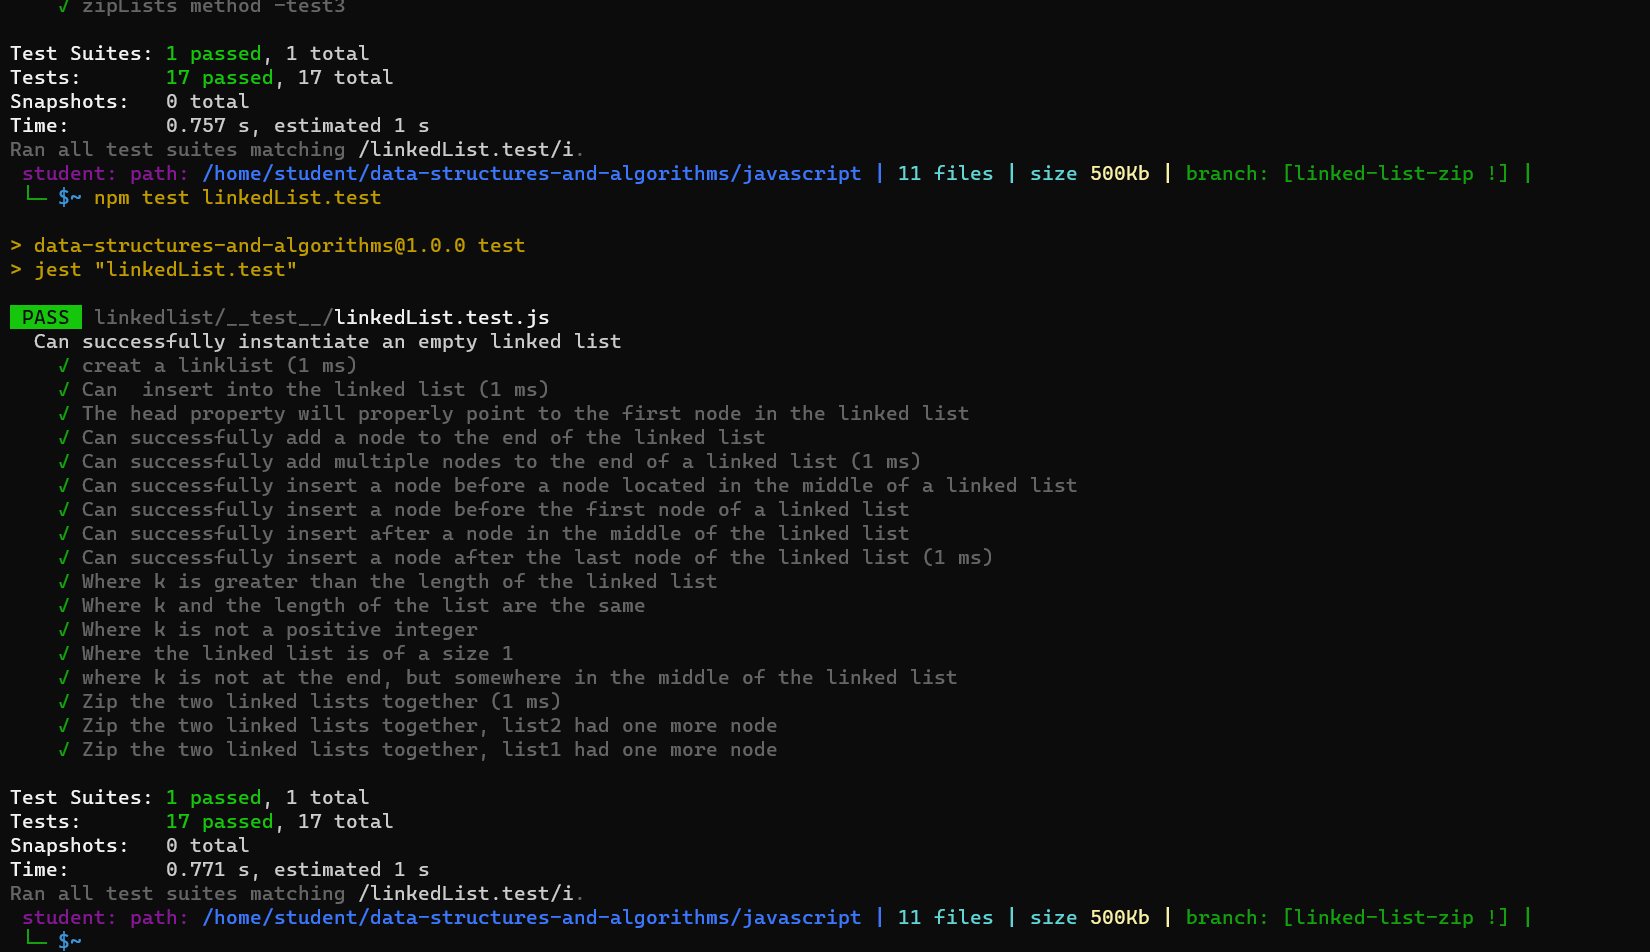 √ zipLists method -test3
Test Suites: 1 passed, 1 total
Tests:       17 passed, 17 total
Snapshots:   0 total
Time:        0.757 s, estimated 1 s
Ran all test suites matching /linkedList.test/i.
student: path: /home/student/data-structures-and-algorithms/javascript | 11 files | size 500Kb | branch: [linked-list-zip !] |
└─ $~ npm test linkedList.test
> data-structures-and-algorithms@1.0.0 test
> jest "linkedList.test"
PASS linkedlist/__test__/linkedList.test.js
Can successfully instantiate an empty linked list
√ creat a linklist (1 ms)
√ Can  insert into the linked list (1 ms)
√ The head property will properly point to the first node in the linked list
√ Can successfully add a node to the end of the linked list
√ Can successfully add multiple nodes to the end of a linked list (1 ms)
√ Can successfully insert a node before a node located in the middle of a linked list
√ Can successfully insert a node before the first node of a linked list
√ Can successfully insert after a node in the middle of the linked list
√ Can successfully insert a node after the last node of the linked list (1 ms)
√ Where k is greater than the length of the linked list
√ Where k and the length of the list are the same
√ Where k is not a positive integer
√ Where the linked list is of a size 1
√ where k is not at the end, but somewhere in the middle of the linked list
√ Zip the two linked lists together (1 ms)
√ Zip the two linked lists together, list2 had one more node
√ Zip the two linked lists together, list1 had one more node
Test Suites: 1 passed, 1 total
Tests:       17 passed, 17 total
Snapshots:   0 total
Time:        0.771 s, estimated 1 s
Ran all test suites matching /linkedList.test/i.
student: path: /home/student/data-structures-and-algorithms/javascript | 11 files | size 500Kb | branch: [linked-list-zip !] |
└─ $~